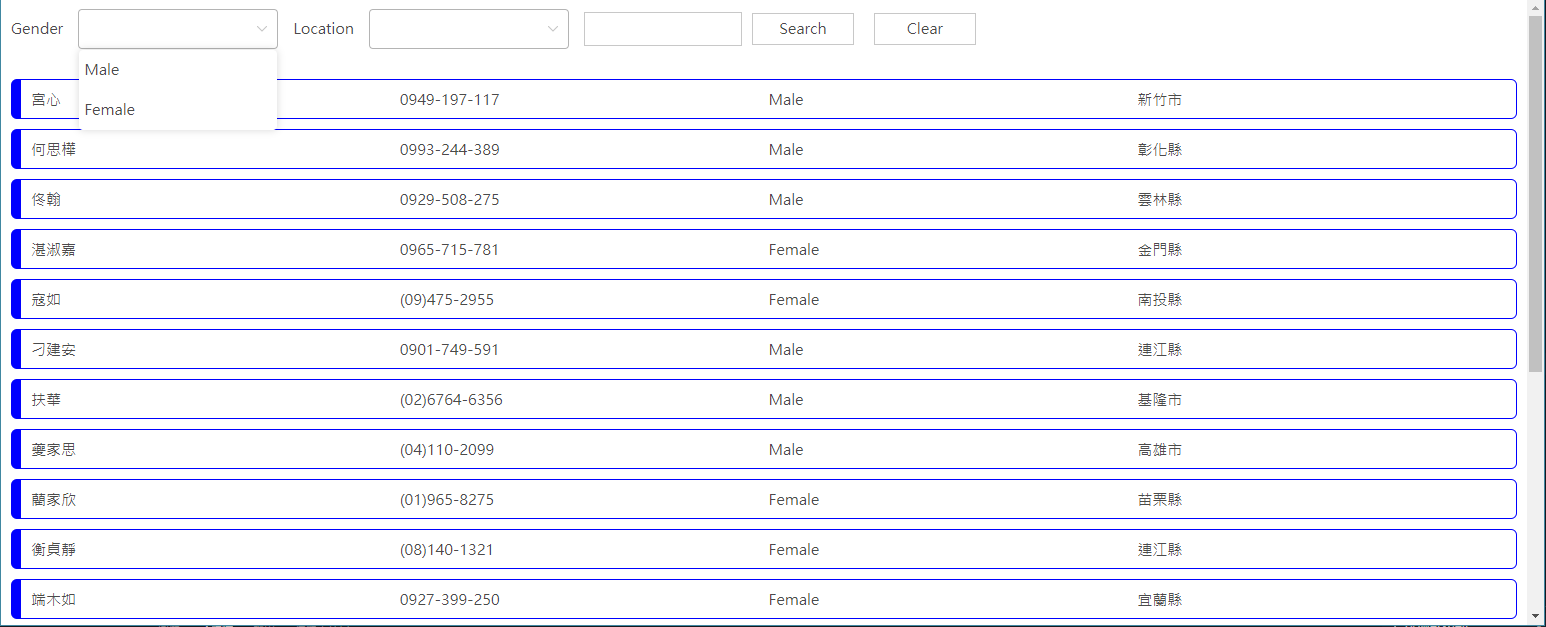 Gender Location Search Clear
Male
Female
宮心 0949-197-117 Male 新竹市
何思樺 0993-244-389 Male 彰化縣
佟翰 0929-508-275 Male 雲林縣
湛淑嘉 0965-715-781 Female 金門縣
寇如 (09)475-2955 Female 南投縣
刁建安 0901-749-591 Male 連江縣
扶華 (02)6764-6356 Male 基隆市
夔家思 (04)110-2099 Male 高雄市
藺家欣 (01)965-8275 Female 苗栗縣
衡貞靜 (08)140-1321 Female 連江縣
端木如 0927-399-250 Female 宜蘭縣